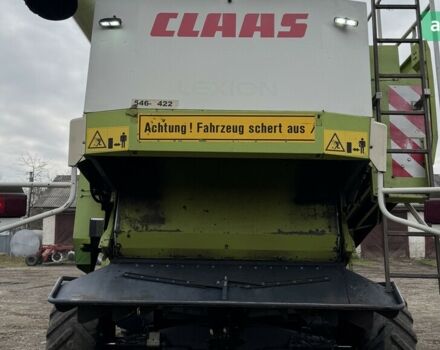 CLAAS
LEXION
546- 422
Achtung! Fahrzeug schert aus
a